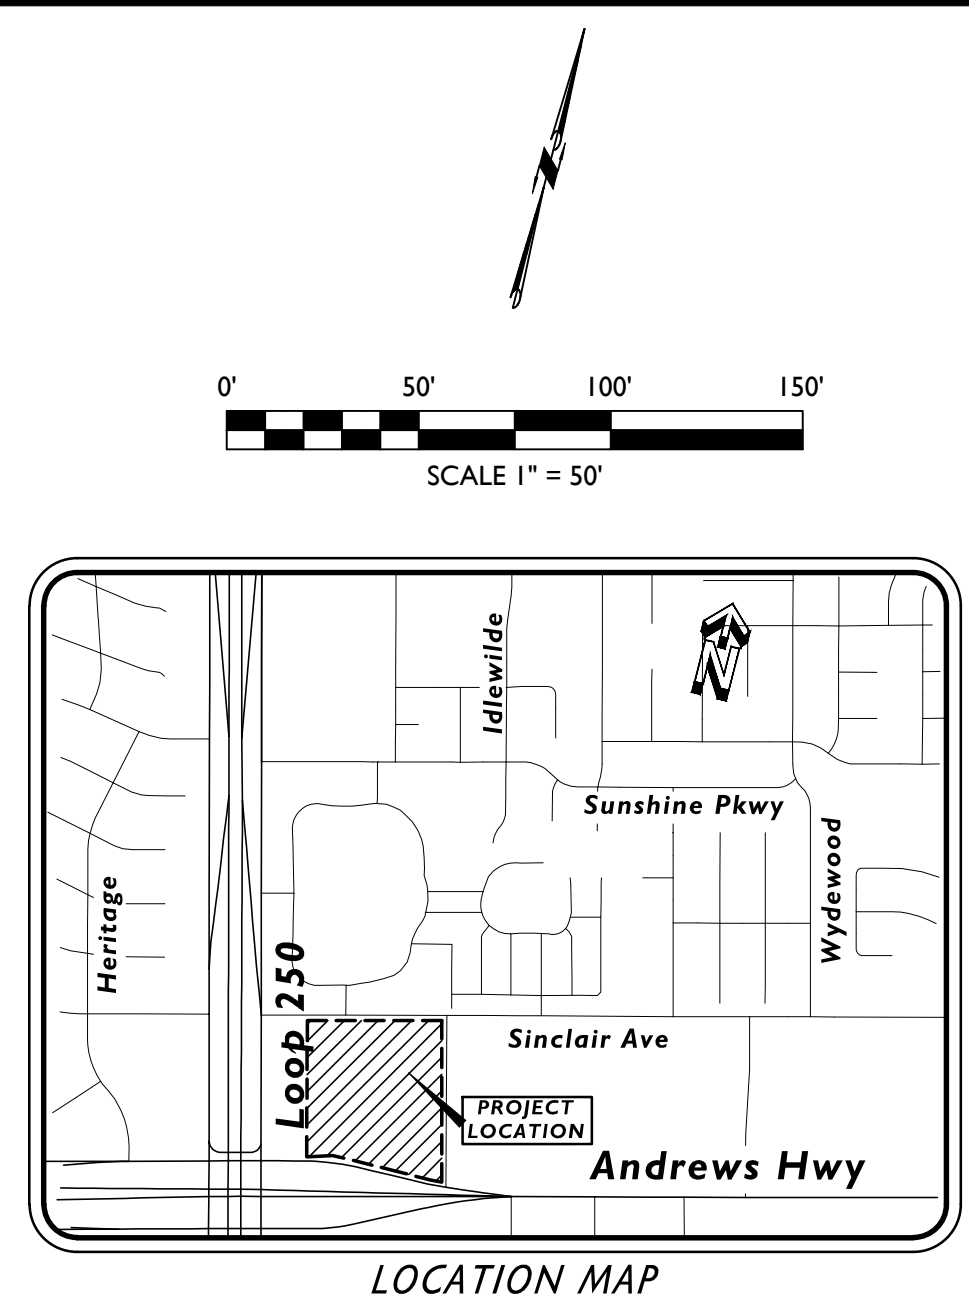 0' 50' 100' 150'
SCALE 1" = 50'
N
Idlewilde
Sunshine Pkwy
Wydewood
Heritage
Loop 250
Sinclair Ave
PROJECT
LOCATION
Andrews Hwy
LOCATION MAP